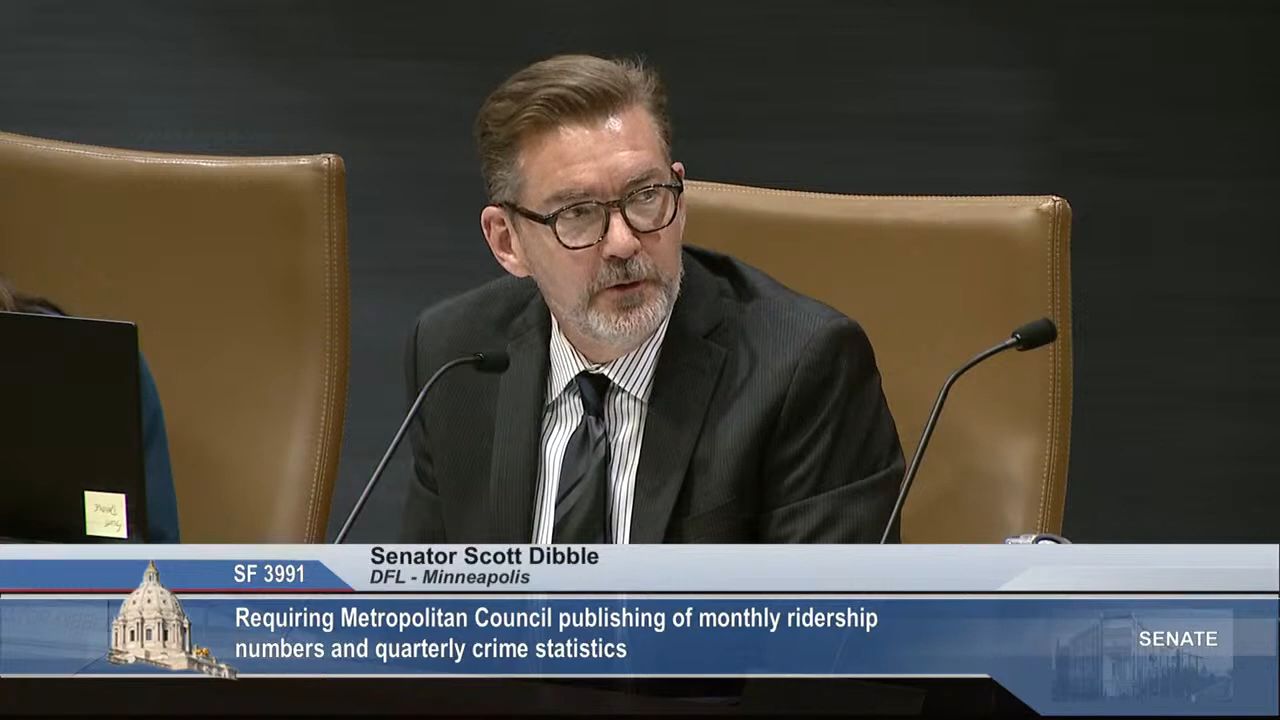 Senator Scott Dibble
SF 3991
DFL - Minneapolis
Requiring Metropolitan Council publishing of monthly ridership
numbers and quarterly crime statistics
SENATE